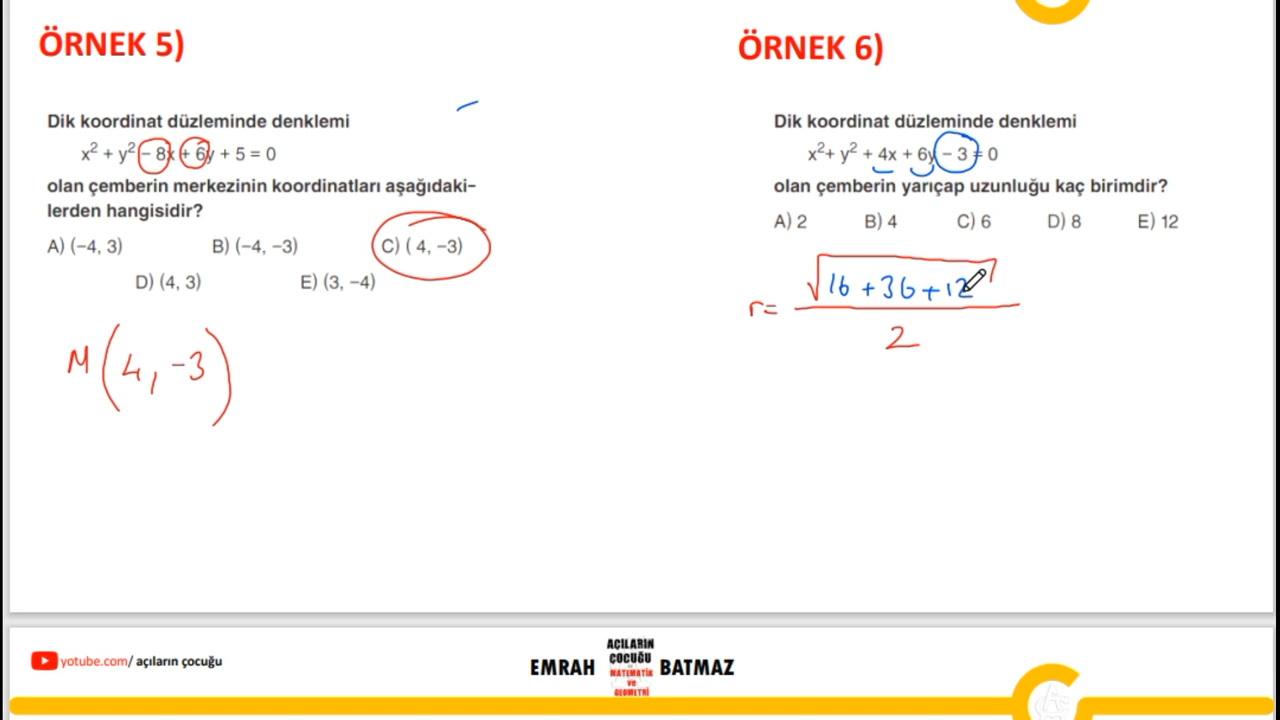 ÖRNEK 5)
Dik koordinat düzleminde denklemi
x² + y² − 8x + 6y + 5 = 0
olan çemberin merkezinin koordinatları aşağıdaki-
lerden hangisidir?
A) (−4, 3) B) (−4, −3) C) ( 4, −3)
D) (4, 3) E) (3, −4)
M(4, −3)
ÖRNEK 6)
Dik koordinat düzleminde denklemi
x² + y² + 4x + 6y − 3 = 0
olan çemberin yarıçap uzunluğu kaç birimdir?
A) 2 B) 4 C) 6 D) 8 E) 12
√16 + 36 + 12
r =
2
yotube.com/ açıların çocuğu
AÇILARIN
ÇOCUĞU
EMRAH BATMAZ
MATEMATİK
ve
GEOMETRİ